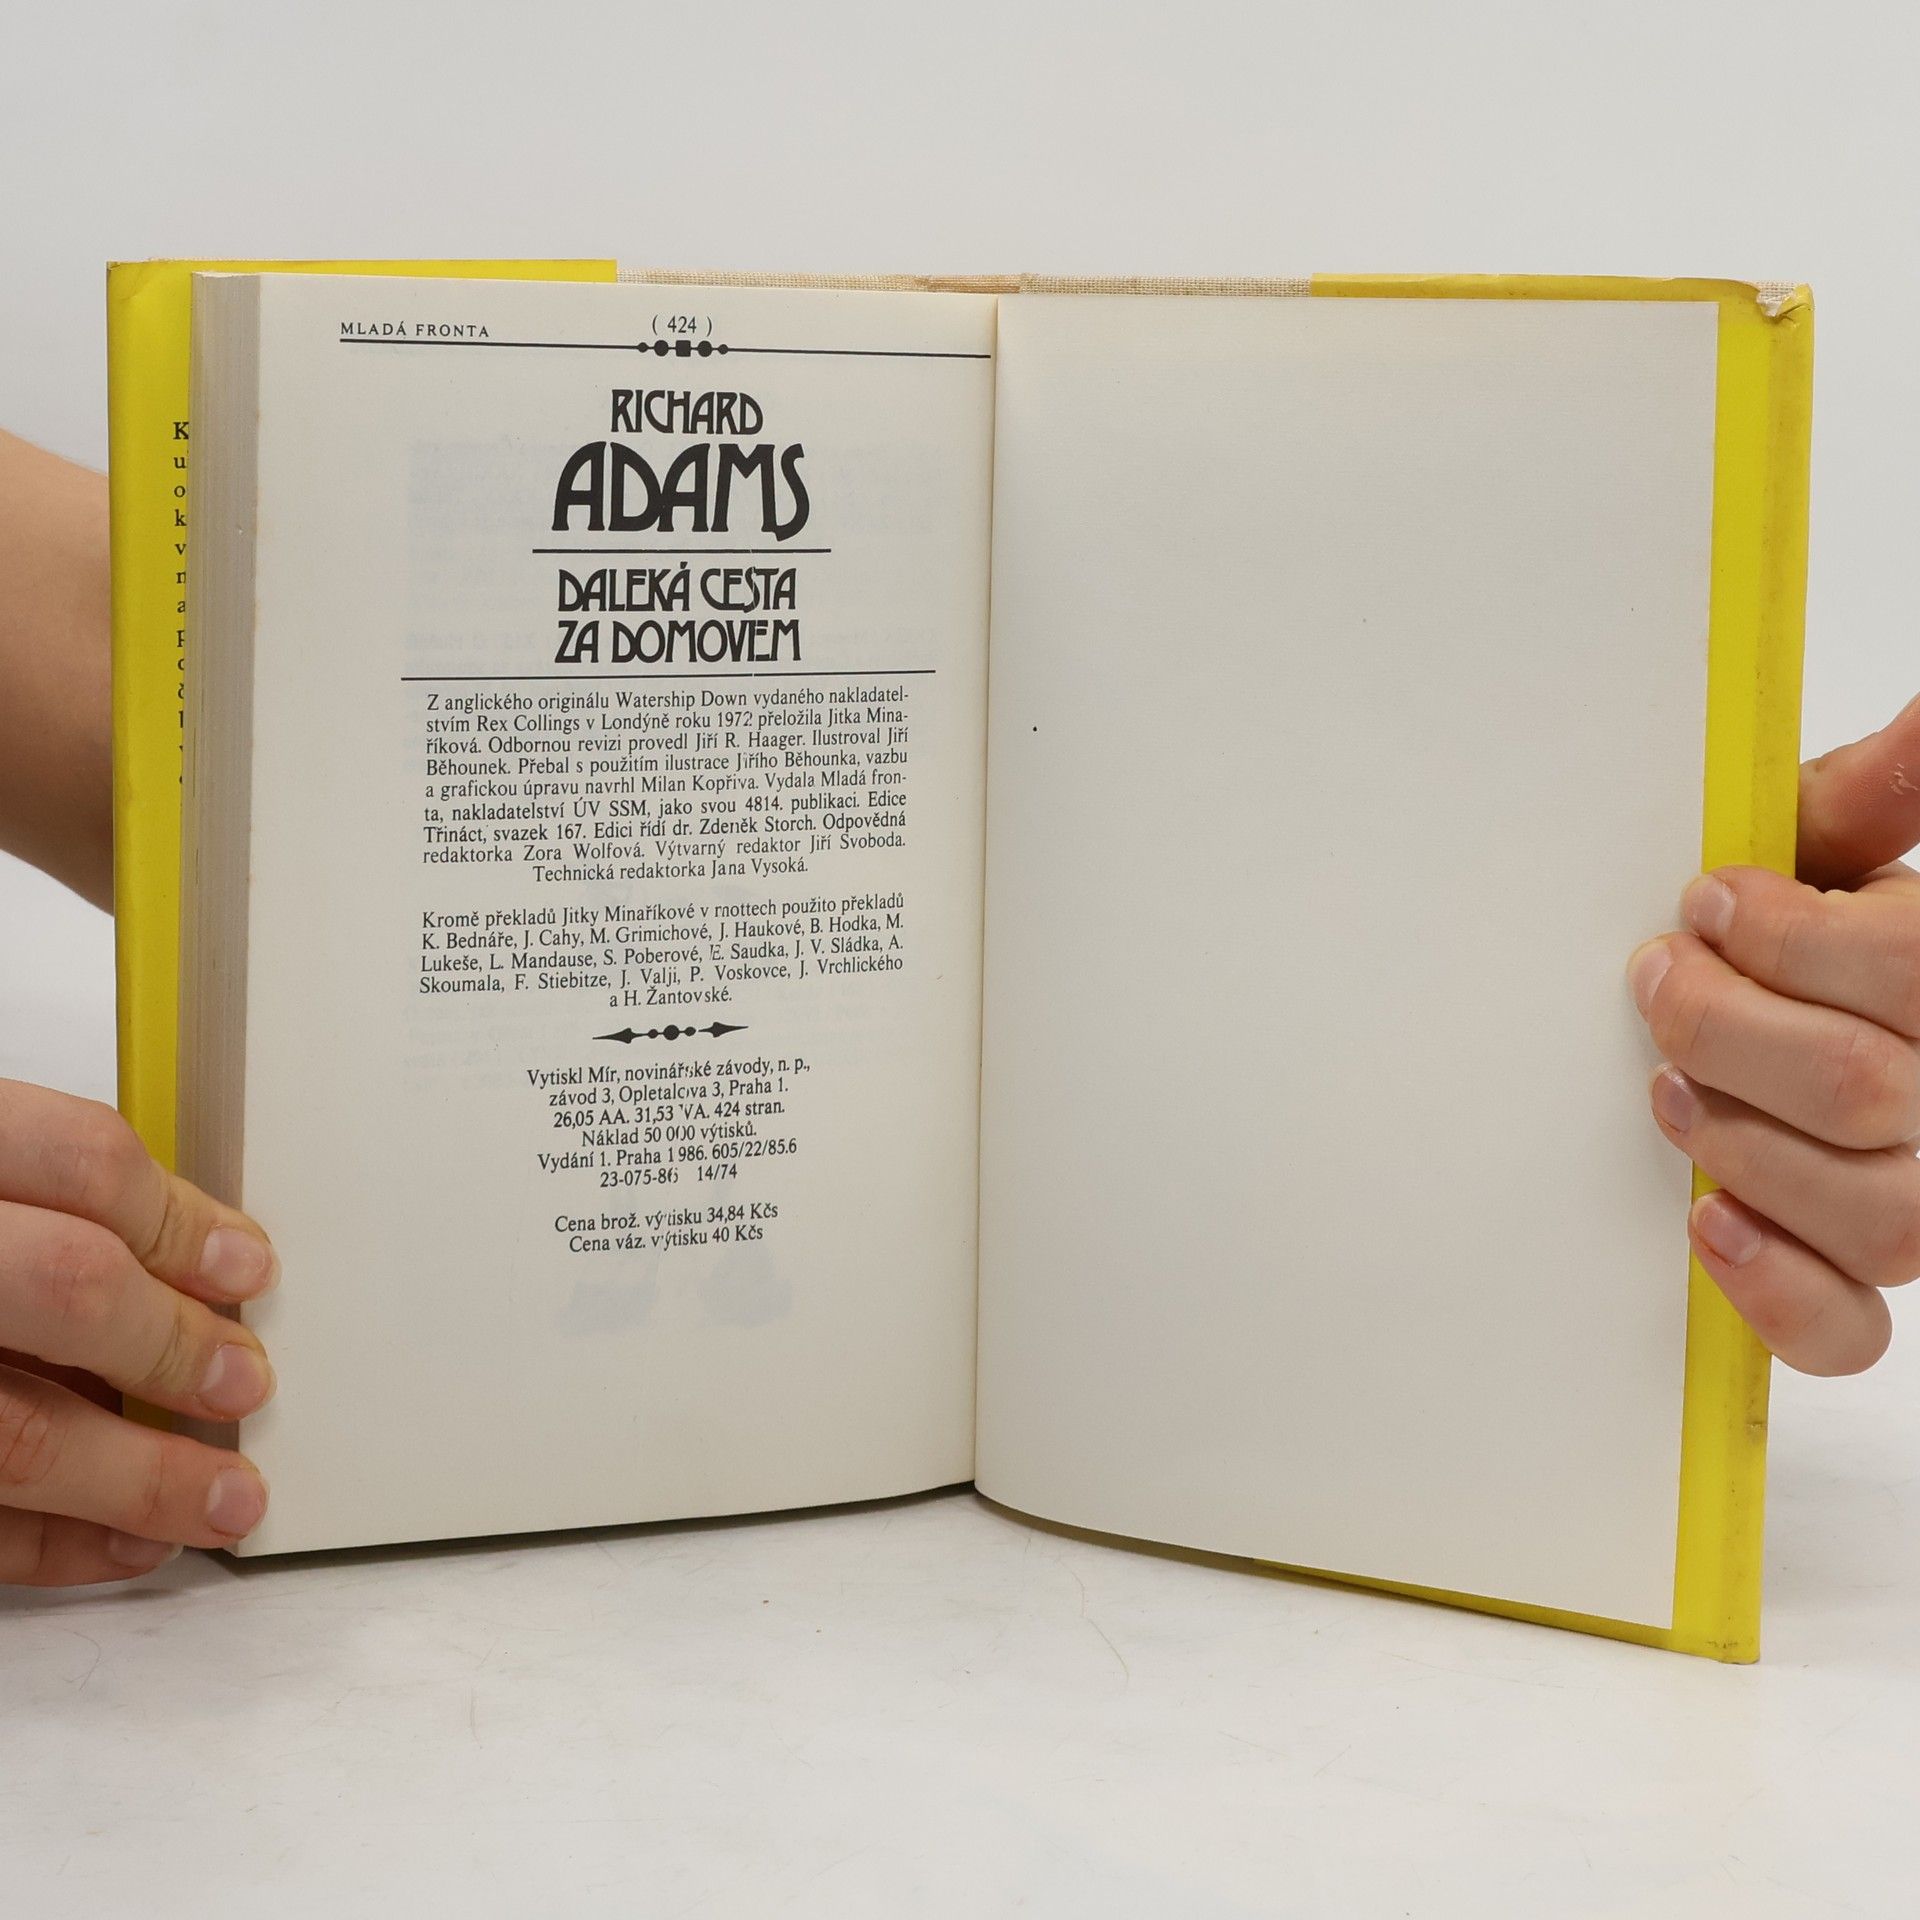 MLADÁ FRONTA
( 424 )
RICHARD
ADAMS
DALEKÁ CESTA
ZA DOMOVEM
Z anglického originálu Watership Down vydaného nakladatel-
stvím Rex Collings v Londýně roku 1972 přeložila Jitka Mina-
říková. Odbornou revizi provedl Jiří R. Haager. Ilustroval Jiří
Běhounek. Přebal s použitím ilustrace Jiřího Běhounka, vazbu
a grafickou úpravu navrhl Milan Kopřiva. Vydala Mladá fron-
ta, nakladatelství ÚV SSM, jako svou 4814. publikaci. Edice
Třináct, svazek 167. Edici řídí dr. Zdeněk Storch. Odpovědná
redaktorka Zora Wolfová. Výtvarný redaktor Jiří Svoboda.
Technická redaktorka Jana Vysoká.
Kromě překladů Jitky Minaříkové v mottech použito překladů
K. Bednáře, J. Cahy, M. Grimichové, J. Haukové, B. Hodka, M.
Lukeše, L. Mandause, S. Poberové, E. Saudka, J. V. Sládka, A.
Skoumala, F. Stiebitze, J. Valji, P. Voskovce, J. Vrchlického
a H. Žantovské.
Vytiskl Mír, novinářské závody, n. p.,
závod 3, Opletalova 3, Praha 1.
26,05 AA. 31,53 VA. 424 stran.
Náklad 50 000 výtisků.
Vydání 1. Praha 1986. 605/22/85.6
23-075-86 14/74
Cena brož. výtisku 34,84 Kčs
Cena váz. výtisku 40 Kčs